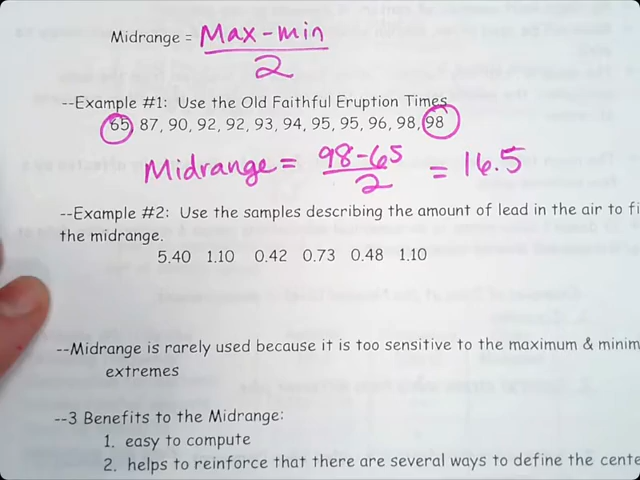 Midrange = Max - min
2
--Example #1: Use the Old Faithful Eruption Times
65, 87, 90, 92, 92, 93, 94, 95, 95, 96, 98, 98
Midrange = 98 - 65 = 16.5
2
--Example #2: Use the samples describing the amount of lead in the air to fi
the midrange.
5.40 1.10 0.42 0.73 0.48 1.10
--Midrange is rarely used because it is too sensitive to the maximum & minim
extremes
--3 Benefits to the Midrange:
1. easy to compute
2. helps to reinforce that there are several ways to define the cente